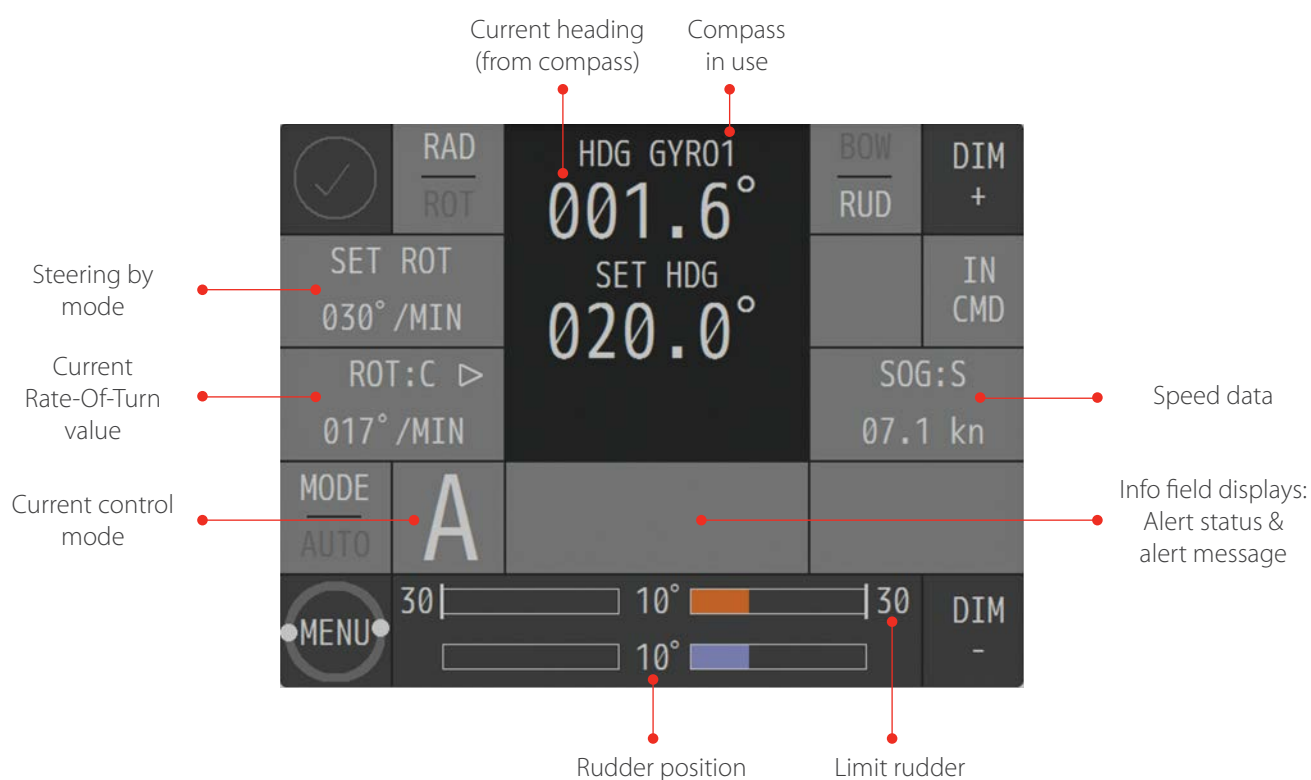 Current heading
(from compass)
Compass
in use
RAD
ROT
HDG GYRO1
001.6°
BOW
RUD
DIM
+
Steering by
mode
SET ROT
030°/MIN
SET HDG
020.0°
IN
CMD
Current
Rate-Of-Turn
value
ROT:C ▷
017°/MIN
SOG:S
07.1 kn
Speed data
Current control
mode
MODE
AUTO
A
Info field displays:
Alert status &
alert message
MENU
30
10°
30
10°
DIM
-
Rudder position
Limit rudder